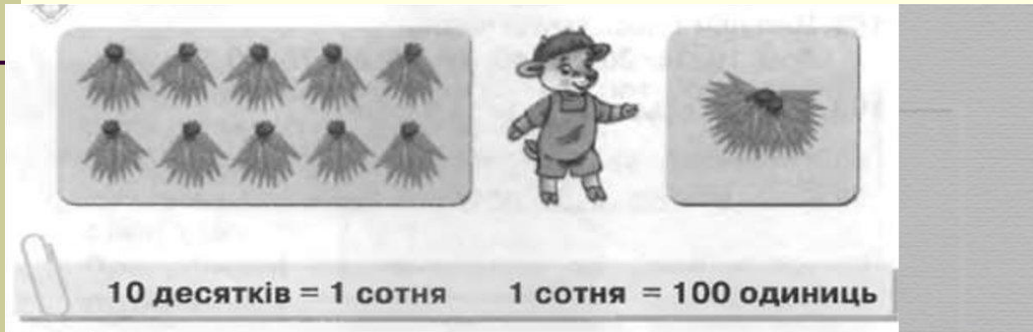 10 десятків = 1 сотня 1 сотня = 100 одиниць